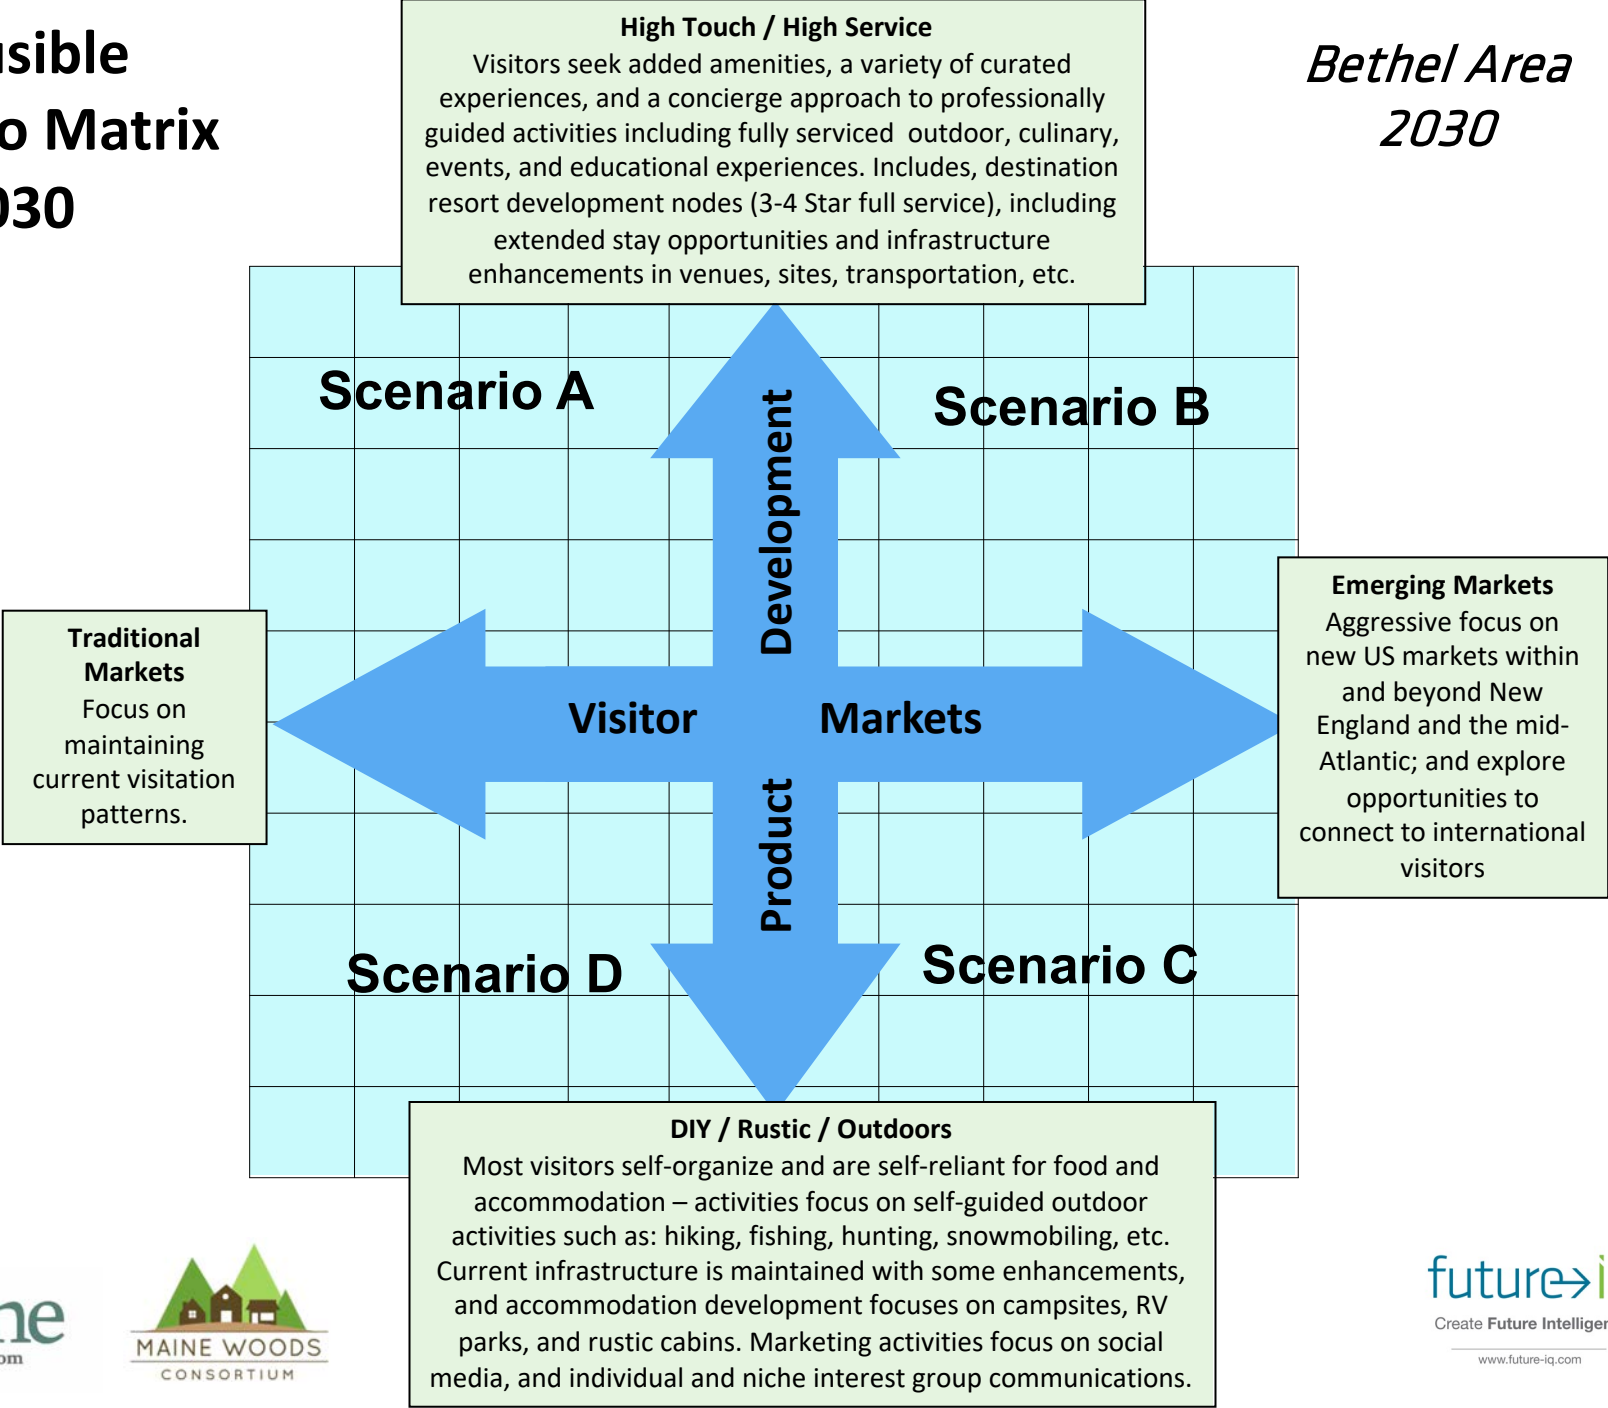 usible
o Matrix
030
High Touch / High Service
Visitors seek added amenities, a variety of curated
experiences, and a concierge approach to professionally
guided activities including fully serviced outdoor, culinary,
events, and educational experiences. Includes, destination
resort development nodes (3-4 Star full service), including
extended stay opportunities and infrastructure
enhancements in venues, sites, transportation, etc.
Bethel Area
2030
Scenario A
Scenario B
Development
Traditional
Markets
Focus on
maintaining
current visitation
patterns.
Visitor Markets
Emerging Markets
Aggressive focus on
new US markets within
and beyond New
England and the mid-
Atlantic; and explore
opportunities to
connect to international
visitors
Product
Scenario D
Scenario C
DIY / Rustic / Outdoors
Most visitors self-organize and are self-reliant for food and
accommodation – activities focus on self-guided outdoor
activities such as: hiking, fishing, hunting, snowmobiling, etc.
Current infrastructure is maintained with some enhancements,
and accommodation development focuses on campsites, RV
parks, and rustic cabins. Marketing activities focus on social
media, and individual and niche interest group communications.
ne
om
MAINE WOODS
CONSORTIUM
future→i
Create Future Intelligen
www.future-iq.com